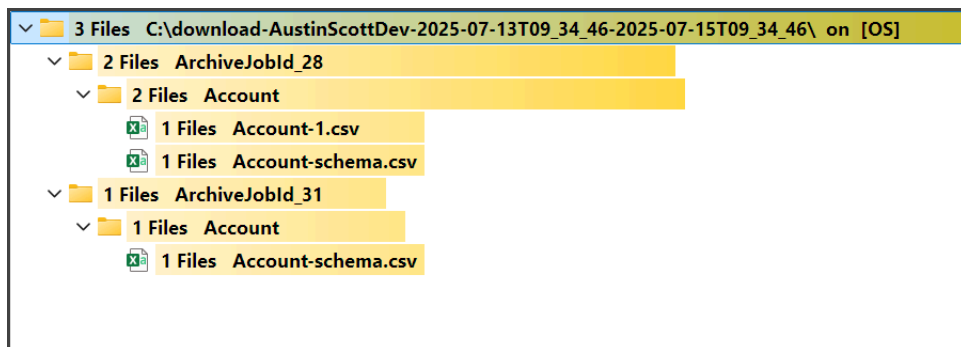 3 Files C:\download-AustinScottDev-2025-07-13T09_34_46-2025-07-15T09_34_46\ on [OS]
2 Files ArchiveJobId_28
2 Files Account
1 Files Account-1.csv
1 Files Account-schema.csv
1 Files ArchiveJobId_31
1 Files Account
1 Files Account-schema.csv